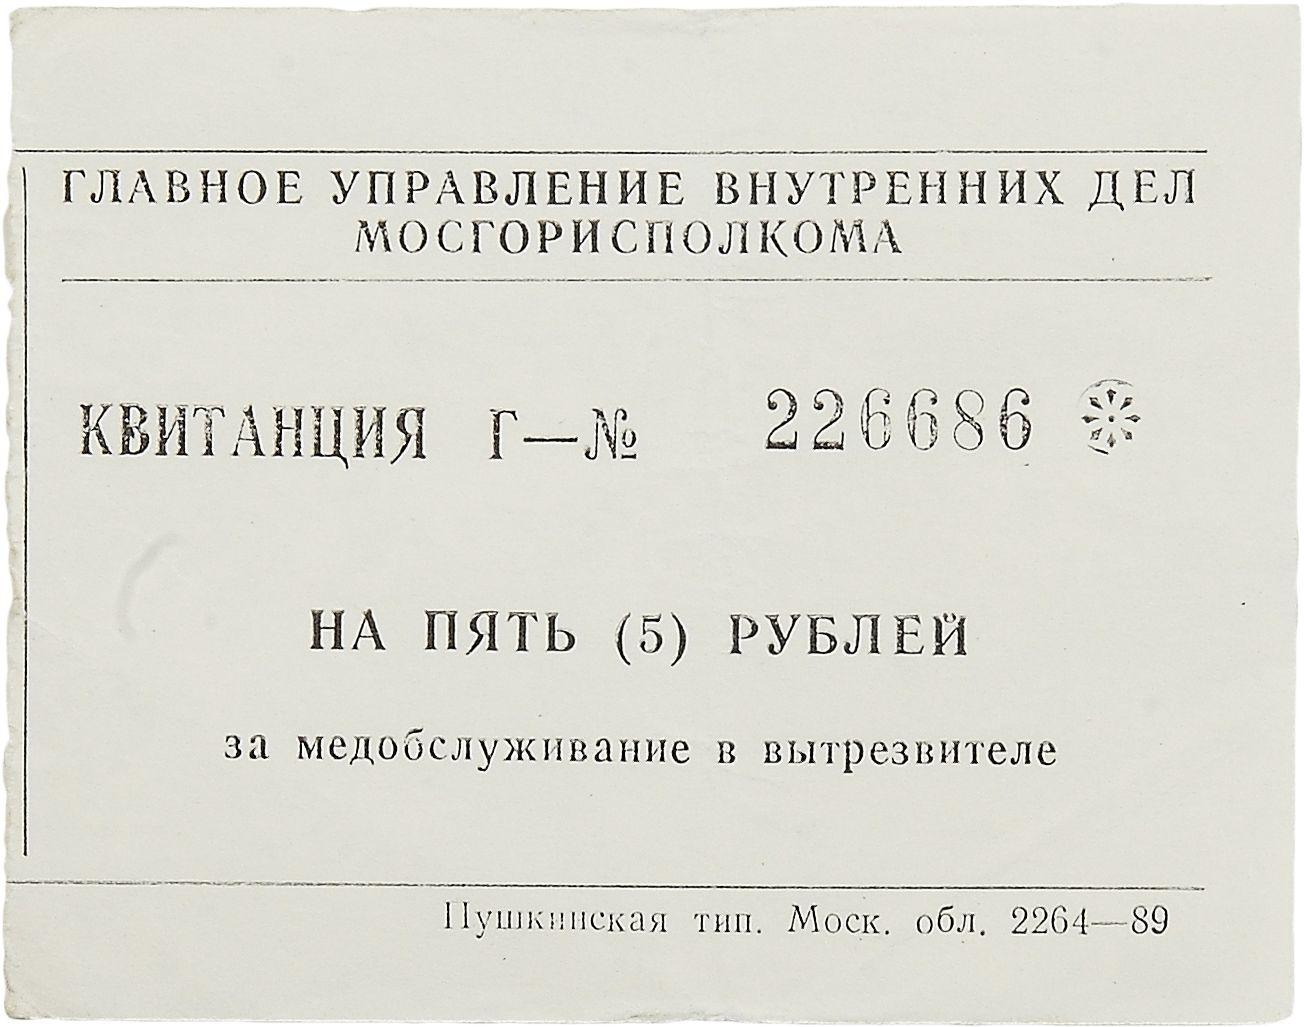 ГЛАВНОЕ УПРАВЛЕНИЕ ВНУТРЕННИХ ДЕЛ
МОСГОРИСПОЛКОМА
КВИТАНЦИЯ Г—№ 226686
НА ПЯТЬ (5) РУБЛЕЙ
за медобслуживание в вытрезвителе
Пушкинская тип. Моск. обл. 2264—89